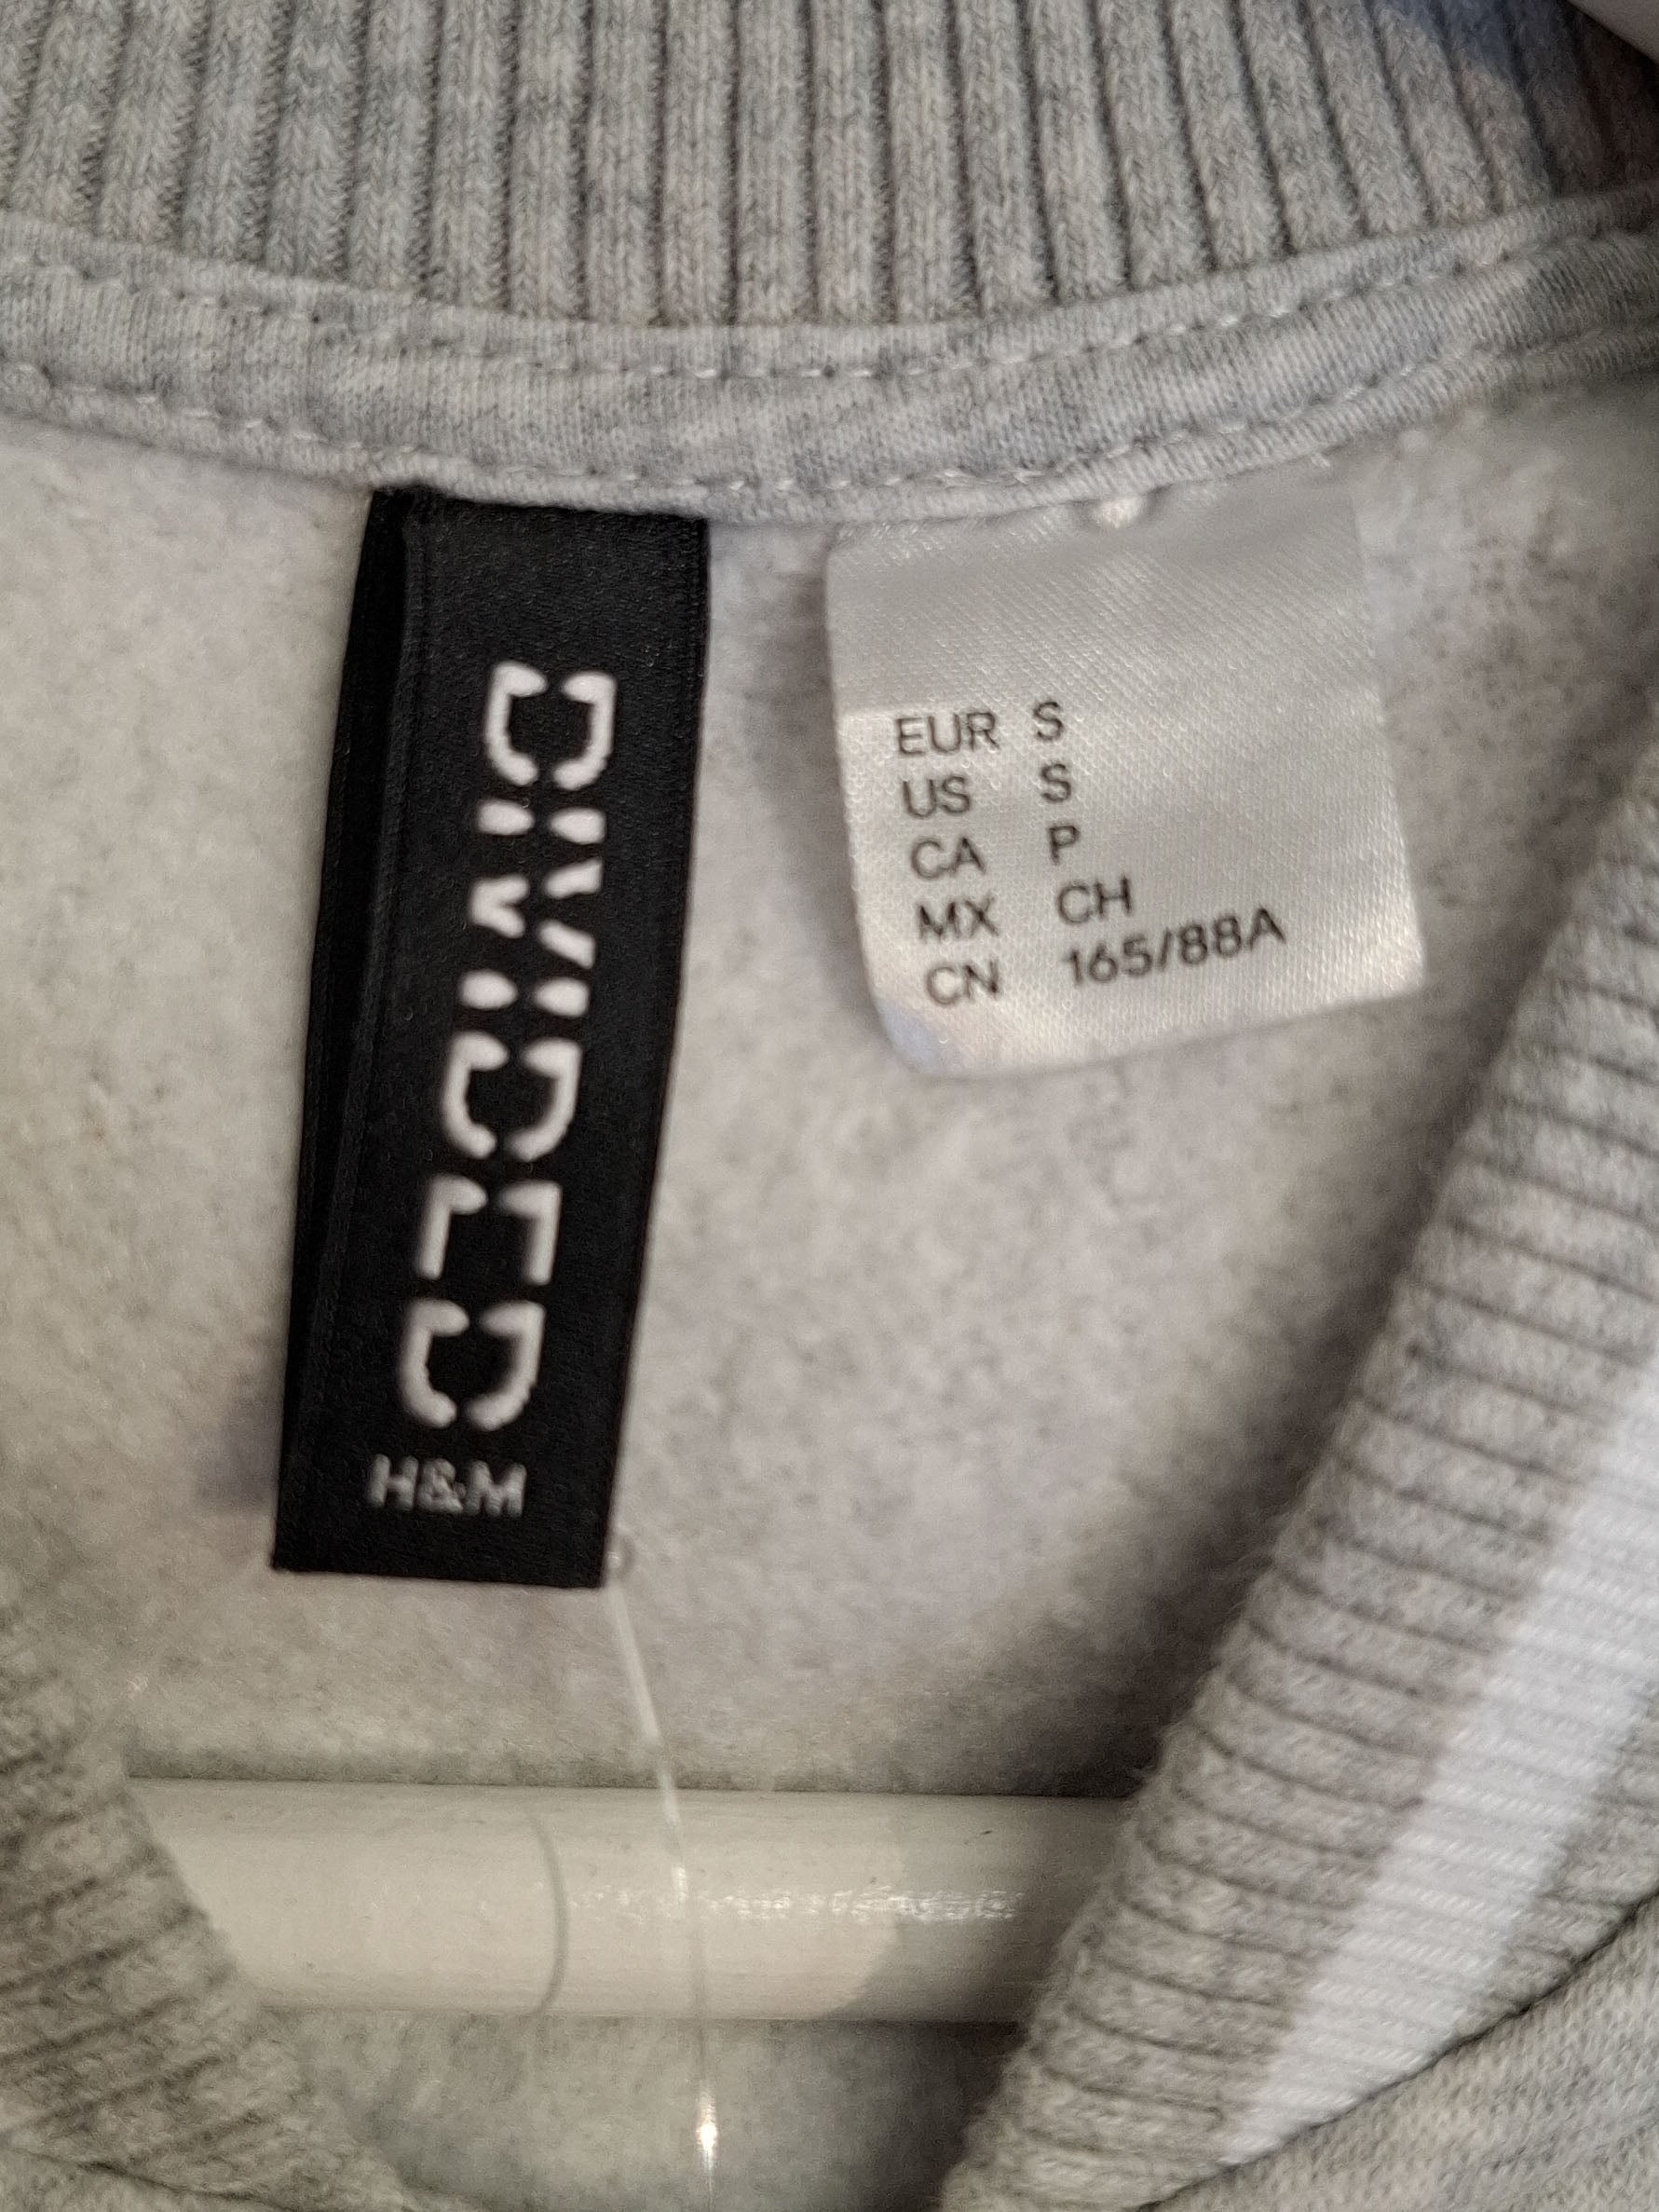 DIVIDED
H&M
EUR S
US S
CA P
MX CH
CN 165/88A